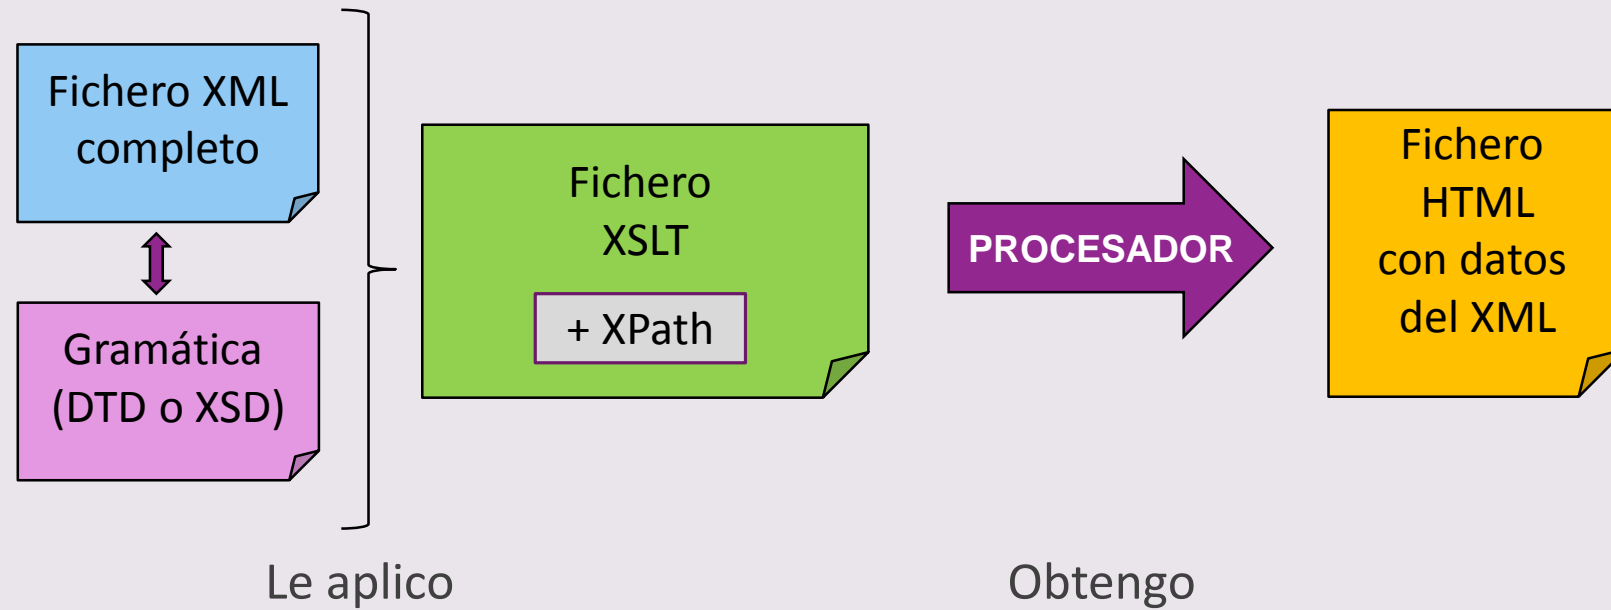 Fichero XML
completo
Gramática
(DTD o XSD)
Fichero
XSLT
+ XPath
PROCESADOR
Fichero
HTML
con datos
del XML
Le aplico
Obtengo